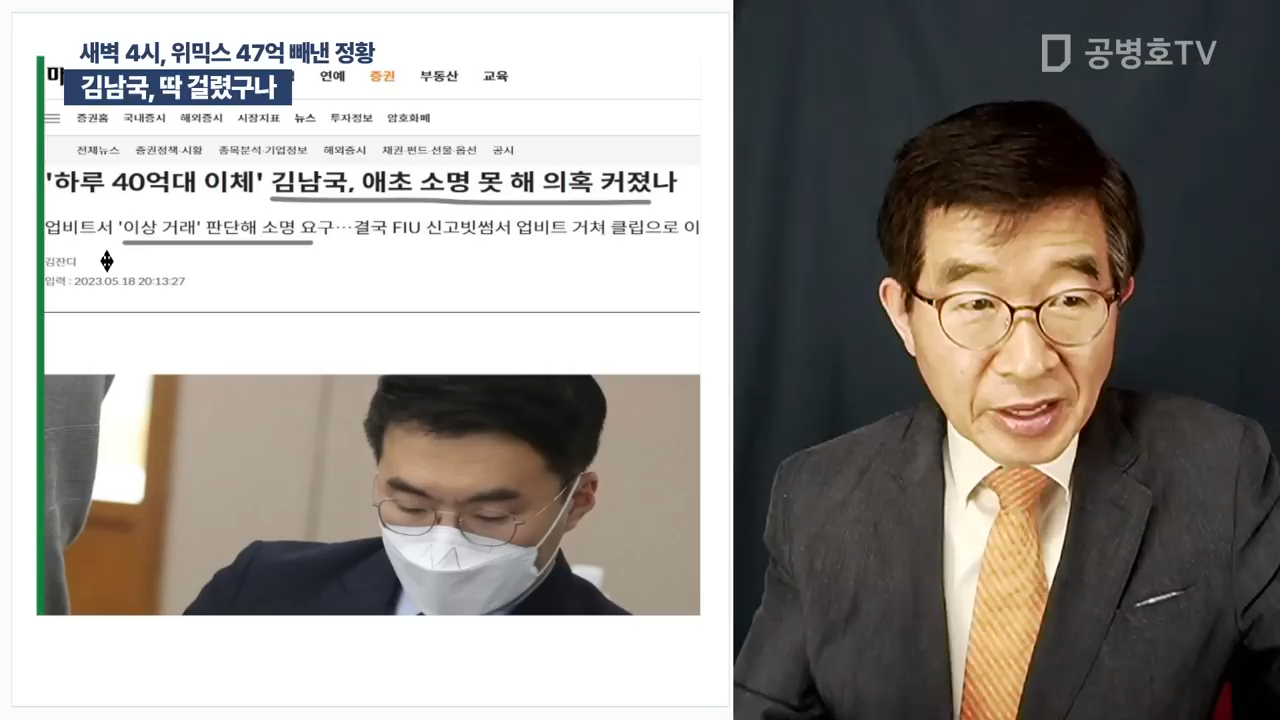 새벽 4시, 위믹스 47억 빼낸 정황
김남국, 딱 걸렸구나
공병호TV
연예 증권 부동산 교육
증권홈 국내증시 해외증시 시장지표 뉴스 투자정보 암호화폐
전체뉴스 증권정책·시황 종목분석·기업정보 해외증시 채권·펀드·선물·옵션 공시
'하루 40억대 이체' 김남국, 애초 소명 못 해 의혹 커졌나
업비트서 '이상 거래' 판단해 소명 요구…결국 FIU 신고빗썸서 업비트 거쳐 클립으로 이
김잔디
입력 : 2023.05.18 20:13:27